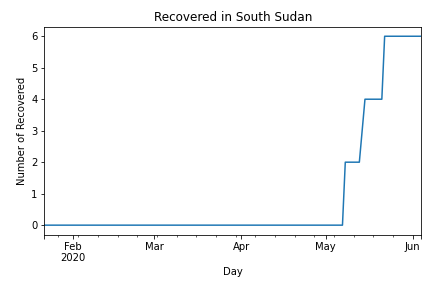 Recovered in South Sudan
Number of Recovered
6
5
4
3
2
1
0
Feb
2020
Mar
Apr
May
Jun
Day